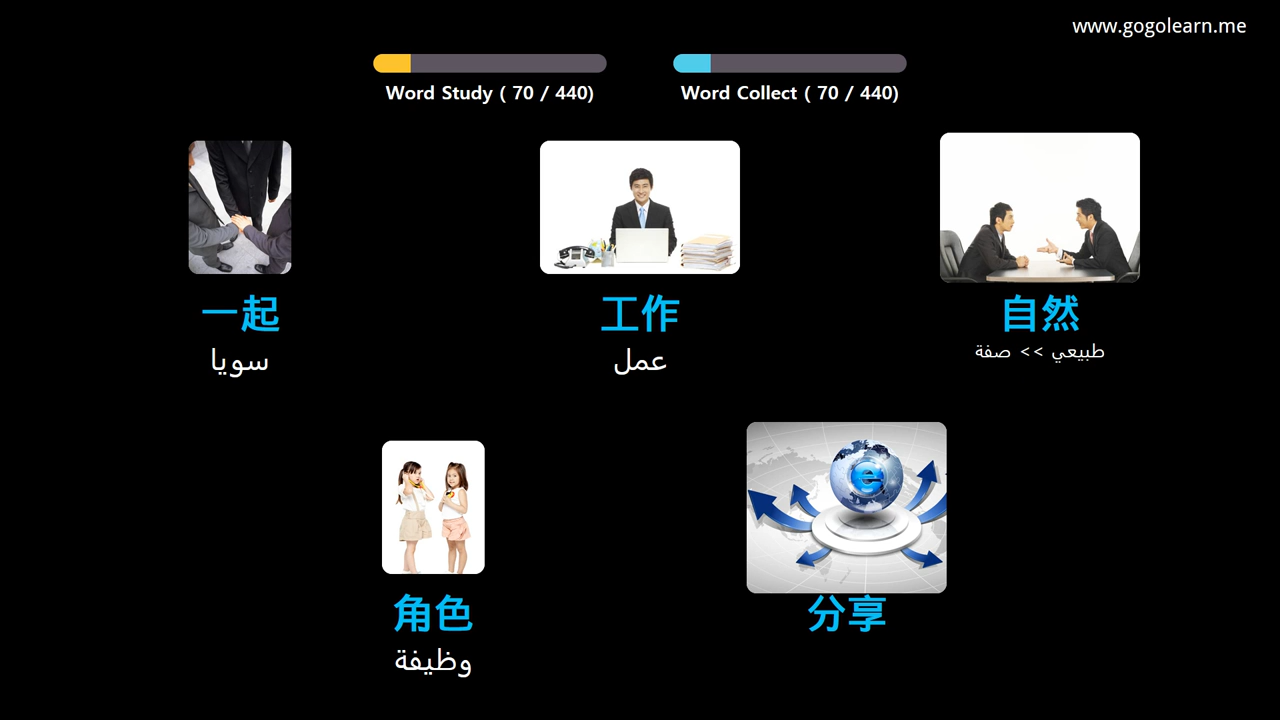 www.gogolearn.me
Word Study ( 70 / 440)
Word Collect ( 70 / 440)
一起
سويا
工作
عمل
自然
طبيعي >> صفة
角色
وظيفة
分享
e